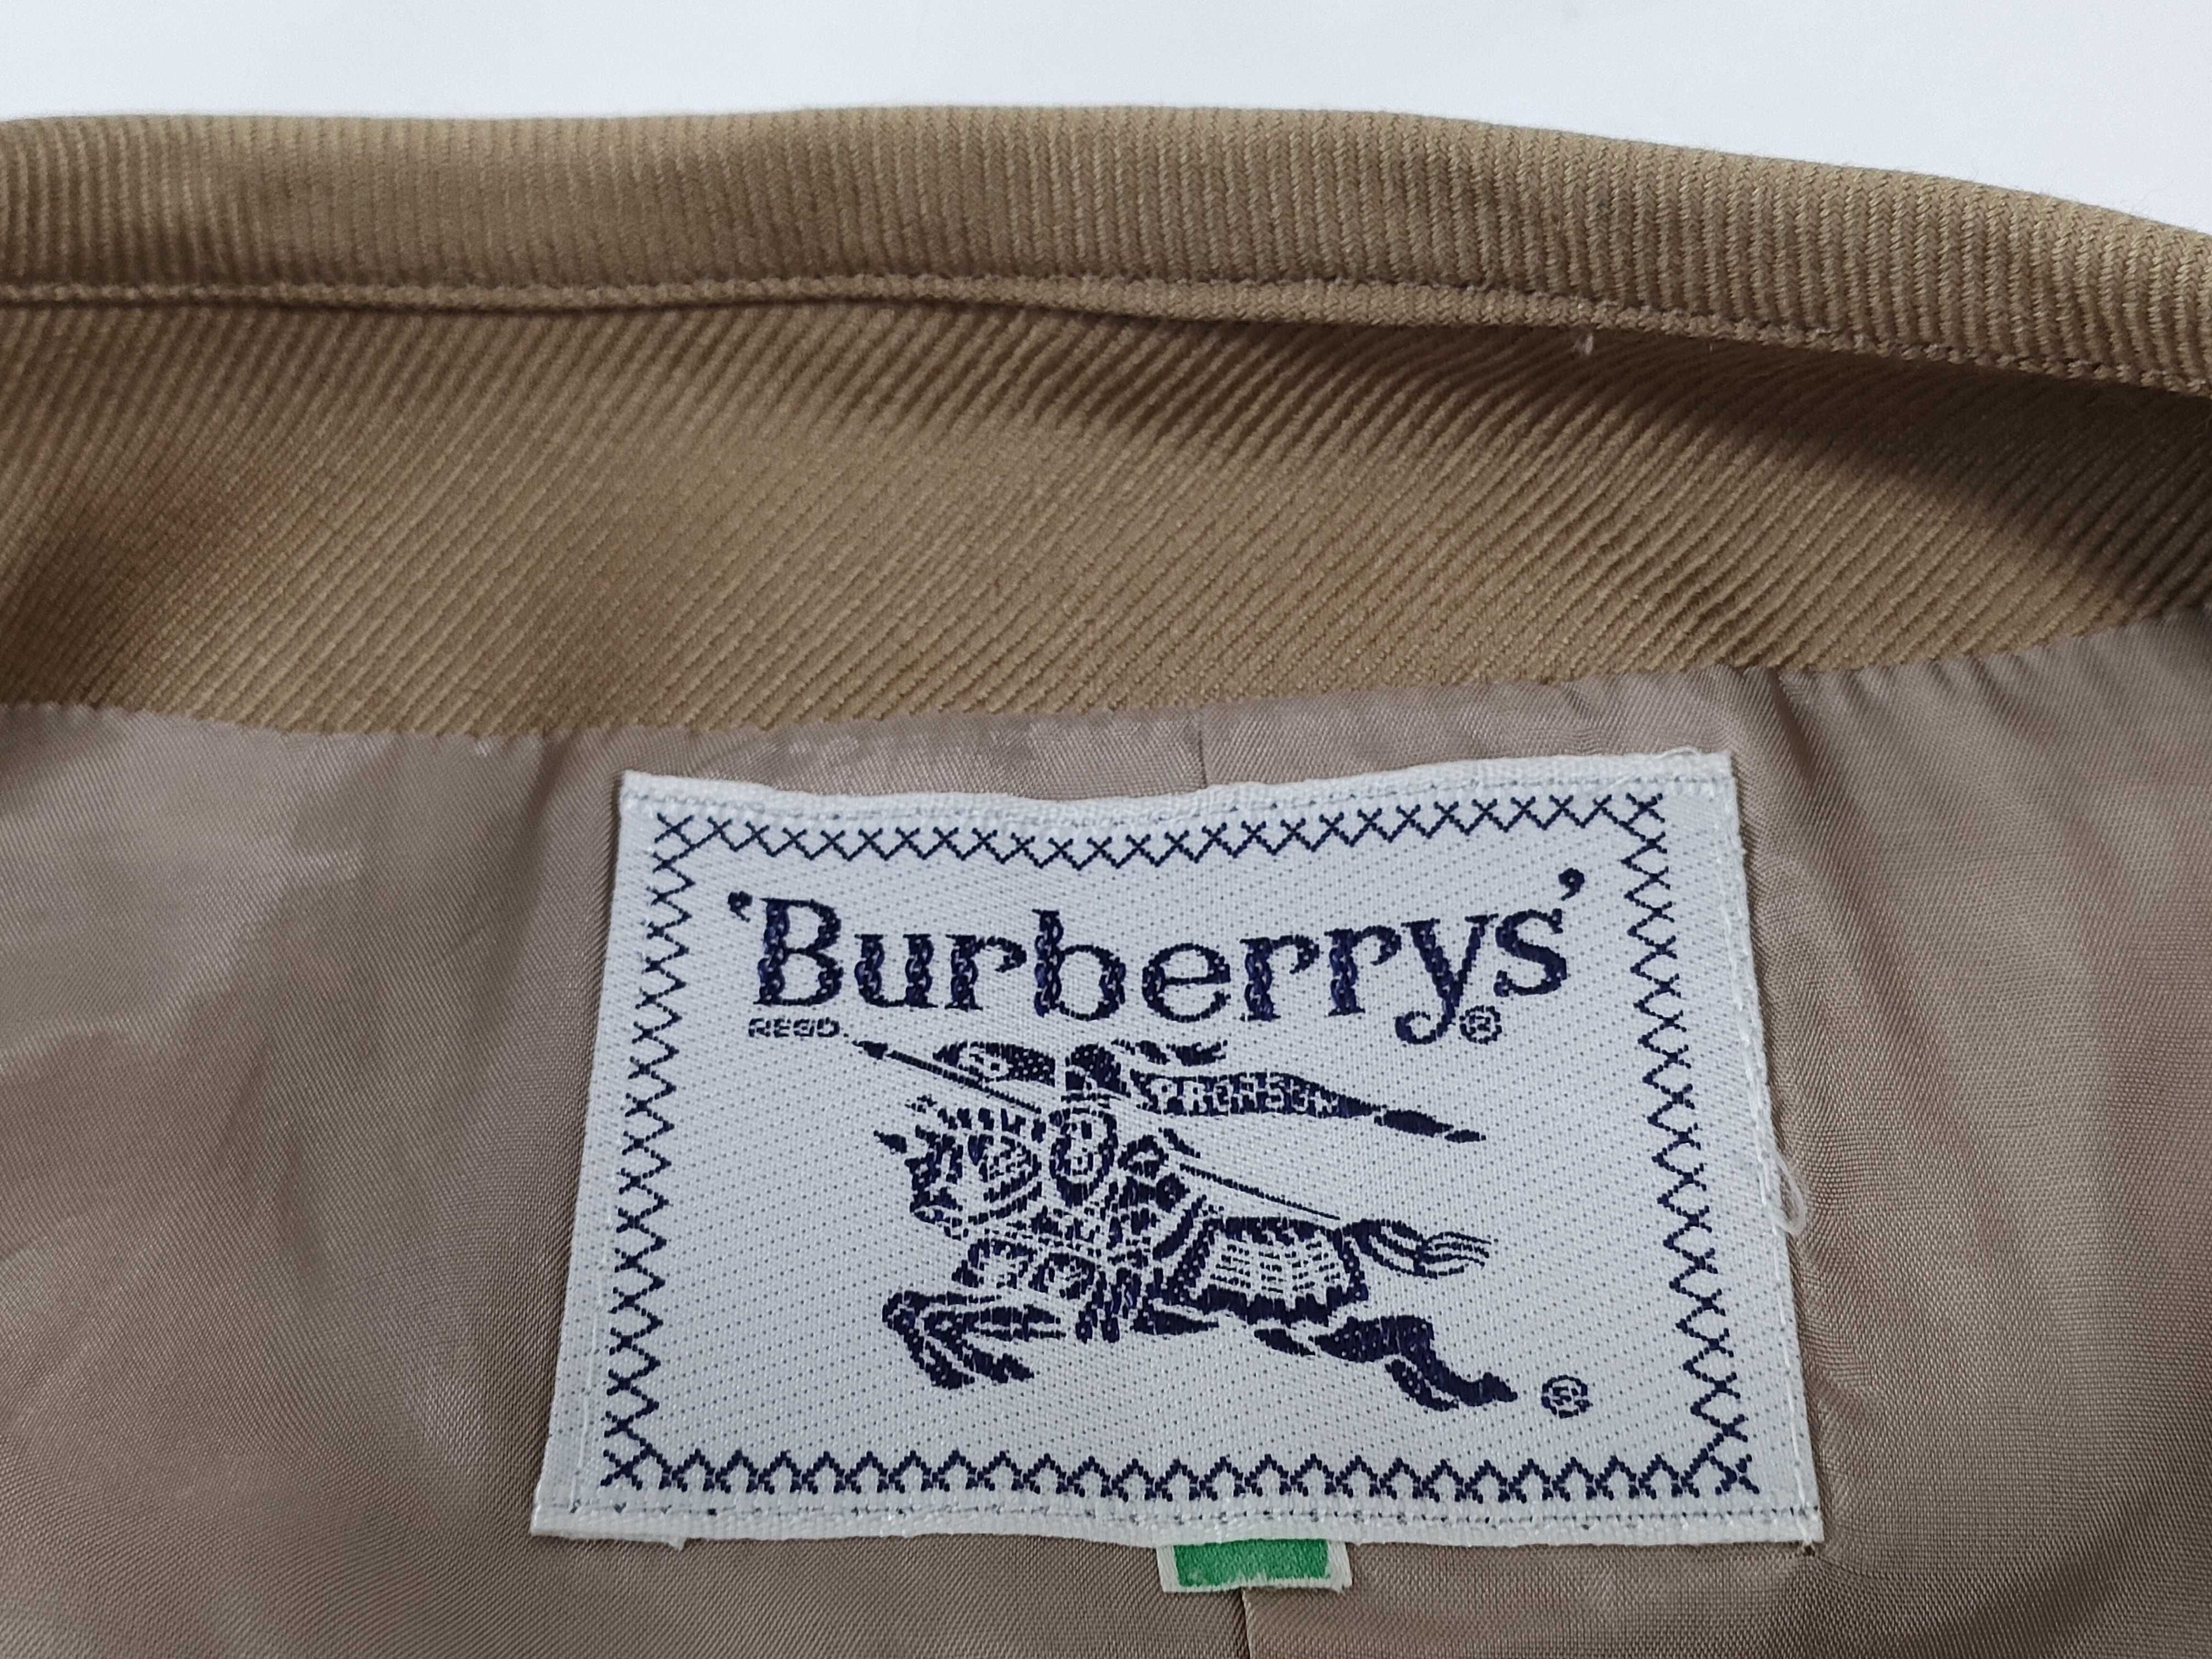 'Burberrys'
REGD. ®
PRORSUM
®